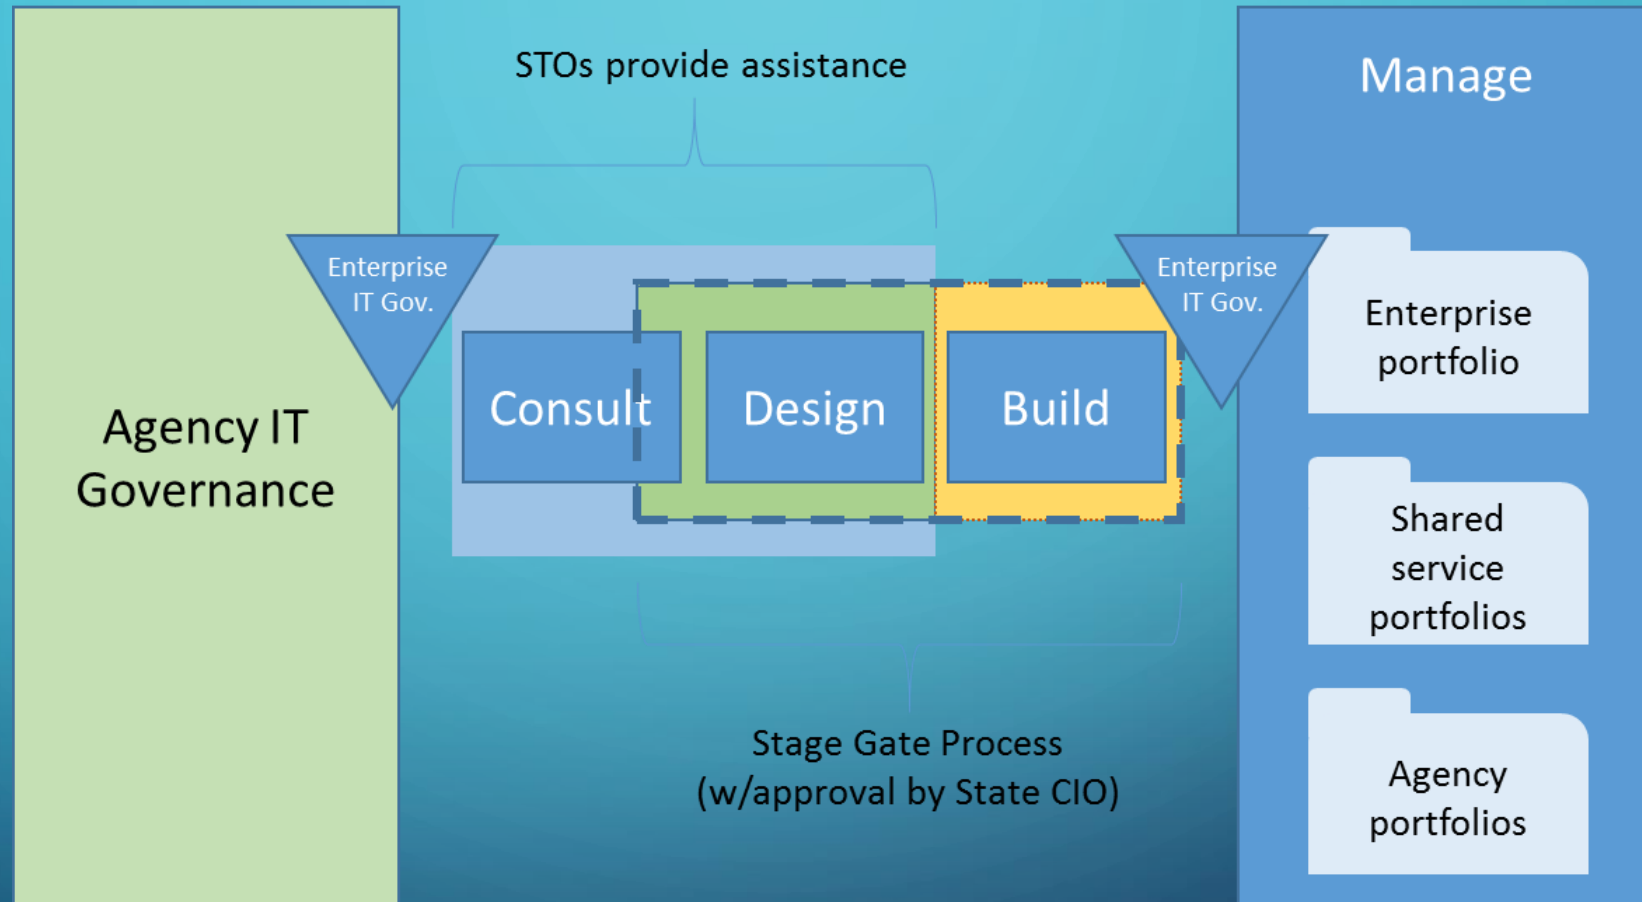 STOs provide assistance
Manage
Enterprise
IT Gov.
Enterprise
IT Gov.
Enterprise
portfolio
Agency IT
Governance
Consult
Design
Build
Shared
service
portfolios
Stage Gate Process
(w/approval by State CIO)
Agency
portfolios